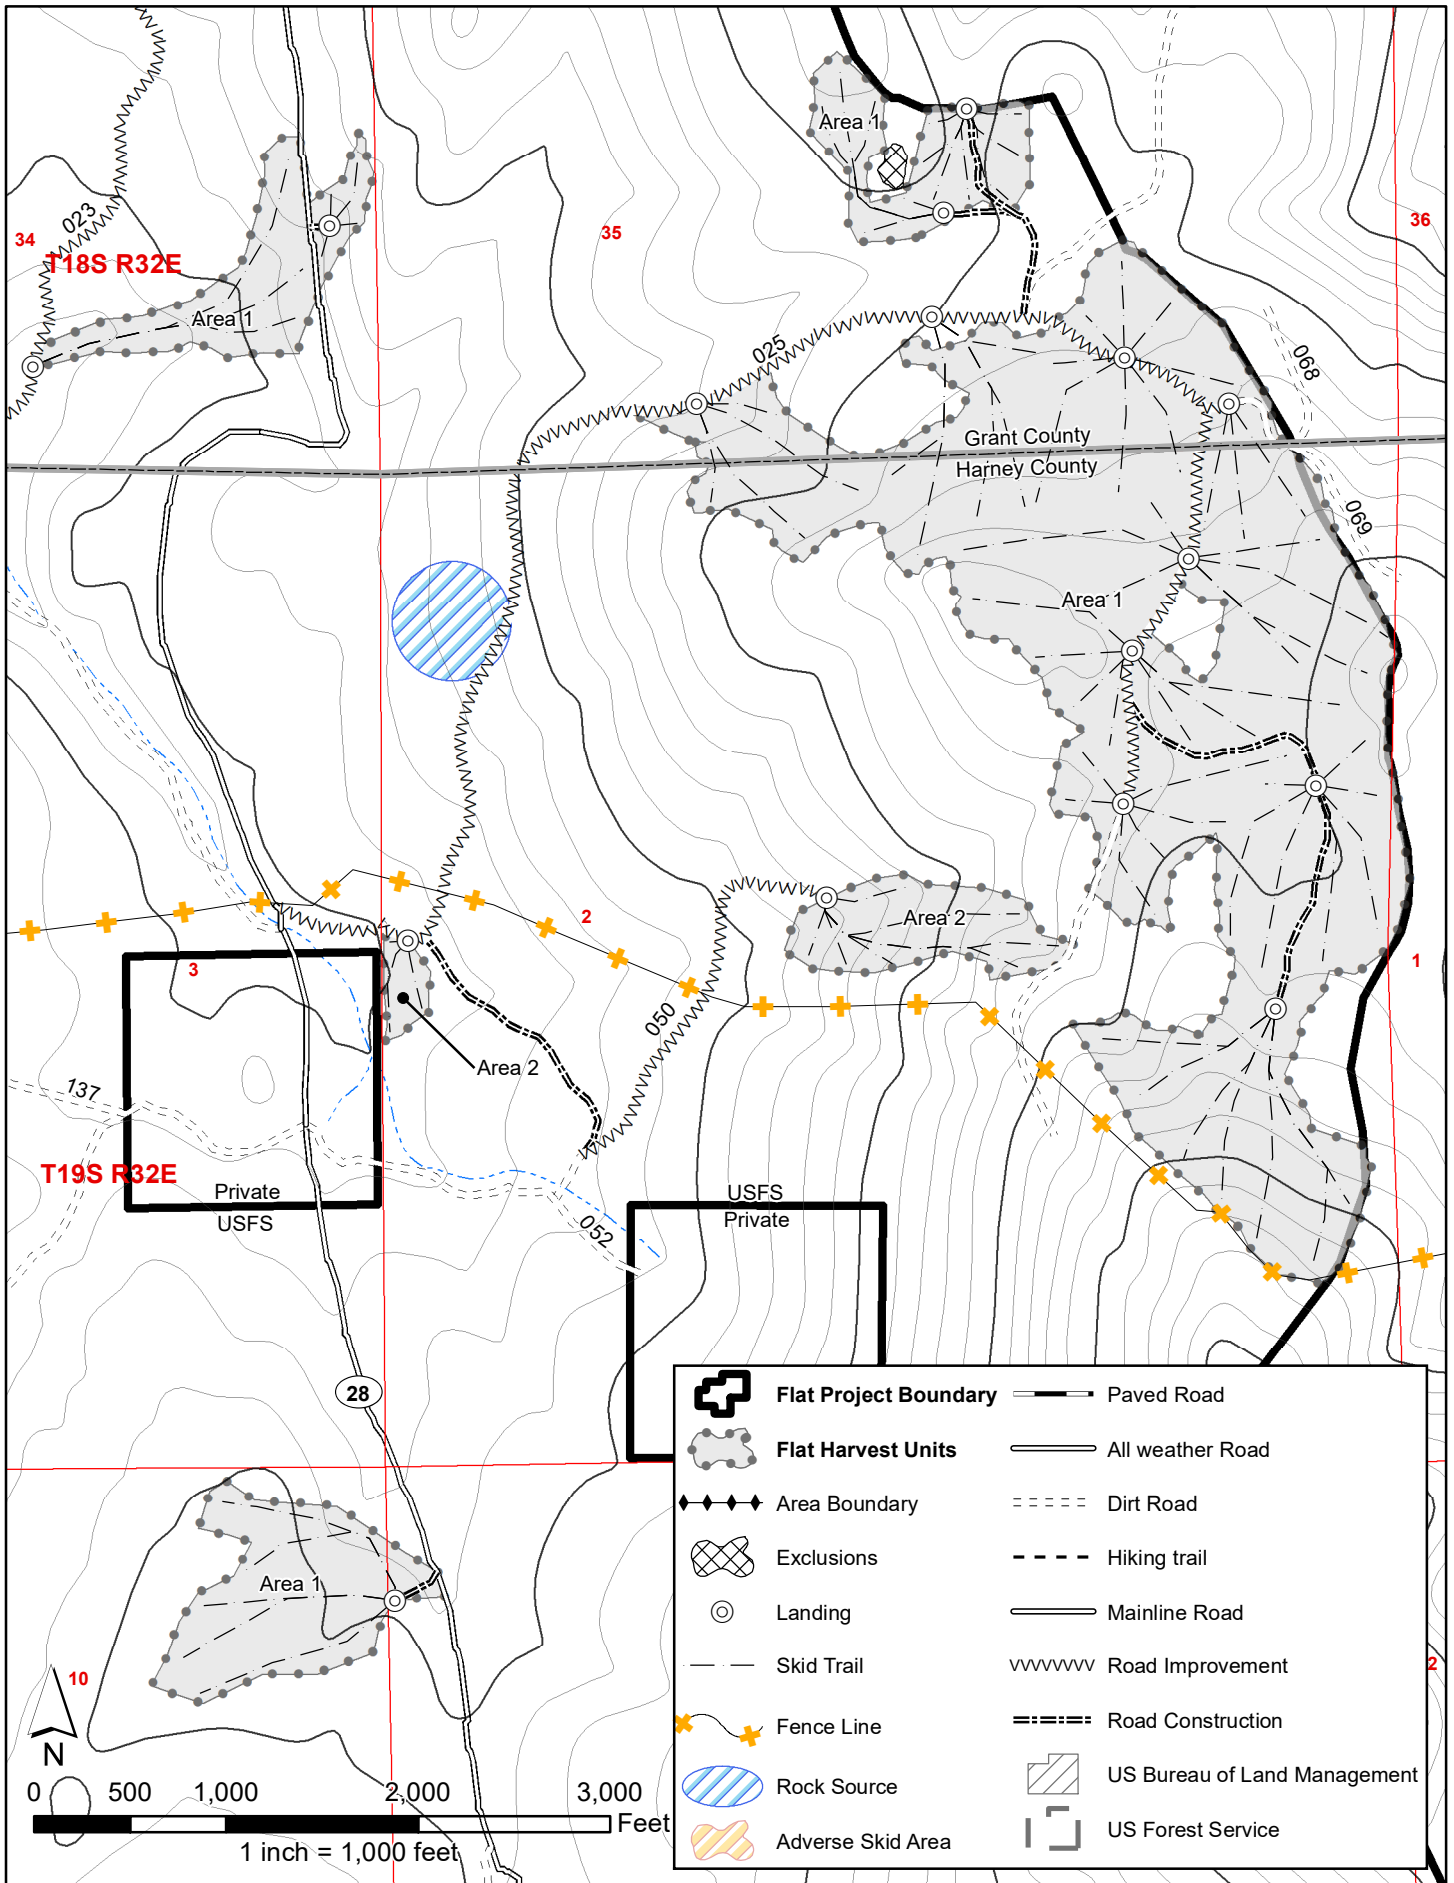 Area 1
023
34
T18S R32E
35
36
Area 1
025
068
Grant County
Harney County
069
Area 1
2
Area 2
3
1
050
Area 2
137
T19S R32E
Private
USFS
USFS
Private
052
28
Area 1
10
2
N
0 500 1,000 2,000 3,000
Feet
1 inch = 1,000 feet
Flat Project Boundary
Flat Harvest Units
Area Boundary
Exclusions
Landing
Skid Trail
Fence Line
Rock Source
Adverse Skid Area
Paved Road
All weather Road
Dirt Road
Hiking trail
Mainline Road
Road Improvement
Road Construction
US Bureau of Land Management
US Forest Service